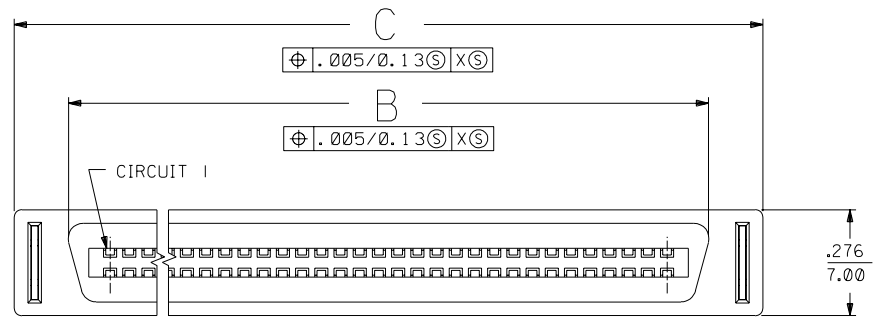 C
⌖ .005/0.13Ⓢ XⓈ
B
⌖ .005/0.13Ⓢ XⓈ
CIRCUIT 1
.276
7.00